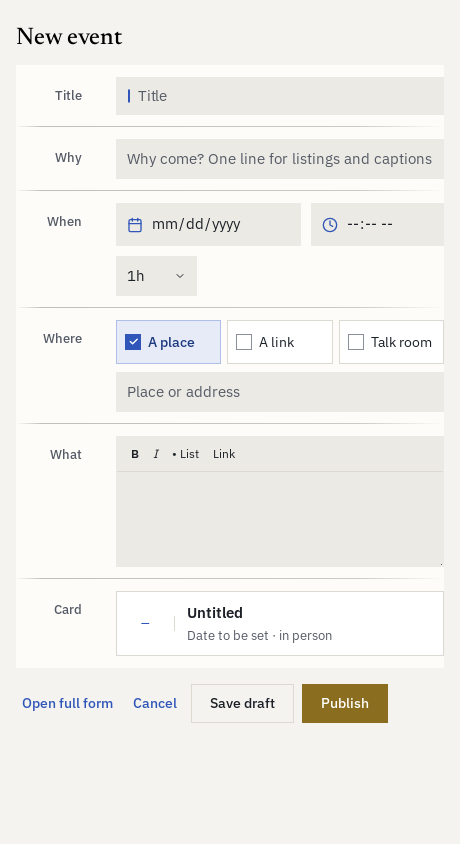 New event
Title
Title
Why
Why come? One line for listings and captions
When
mm/dd/yyyy
--:-- --
1h
Where
A place
A link
Talk room
Place or address
What
B I • List Link
Card
–
Untitled
Date to be set · in person
Open full form
Cancel
Save draft
Publish